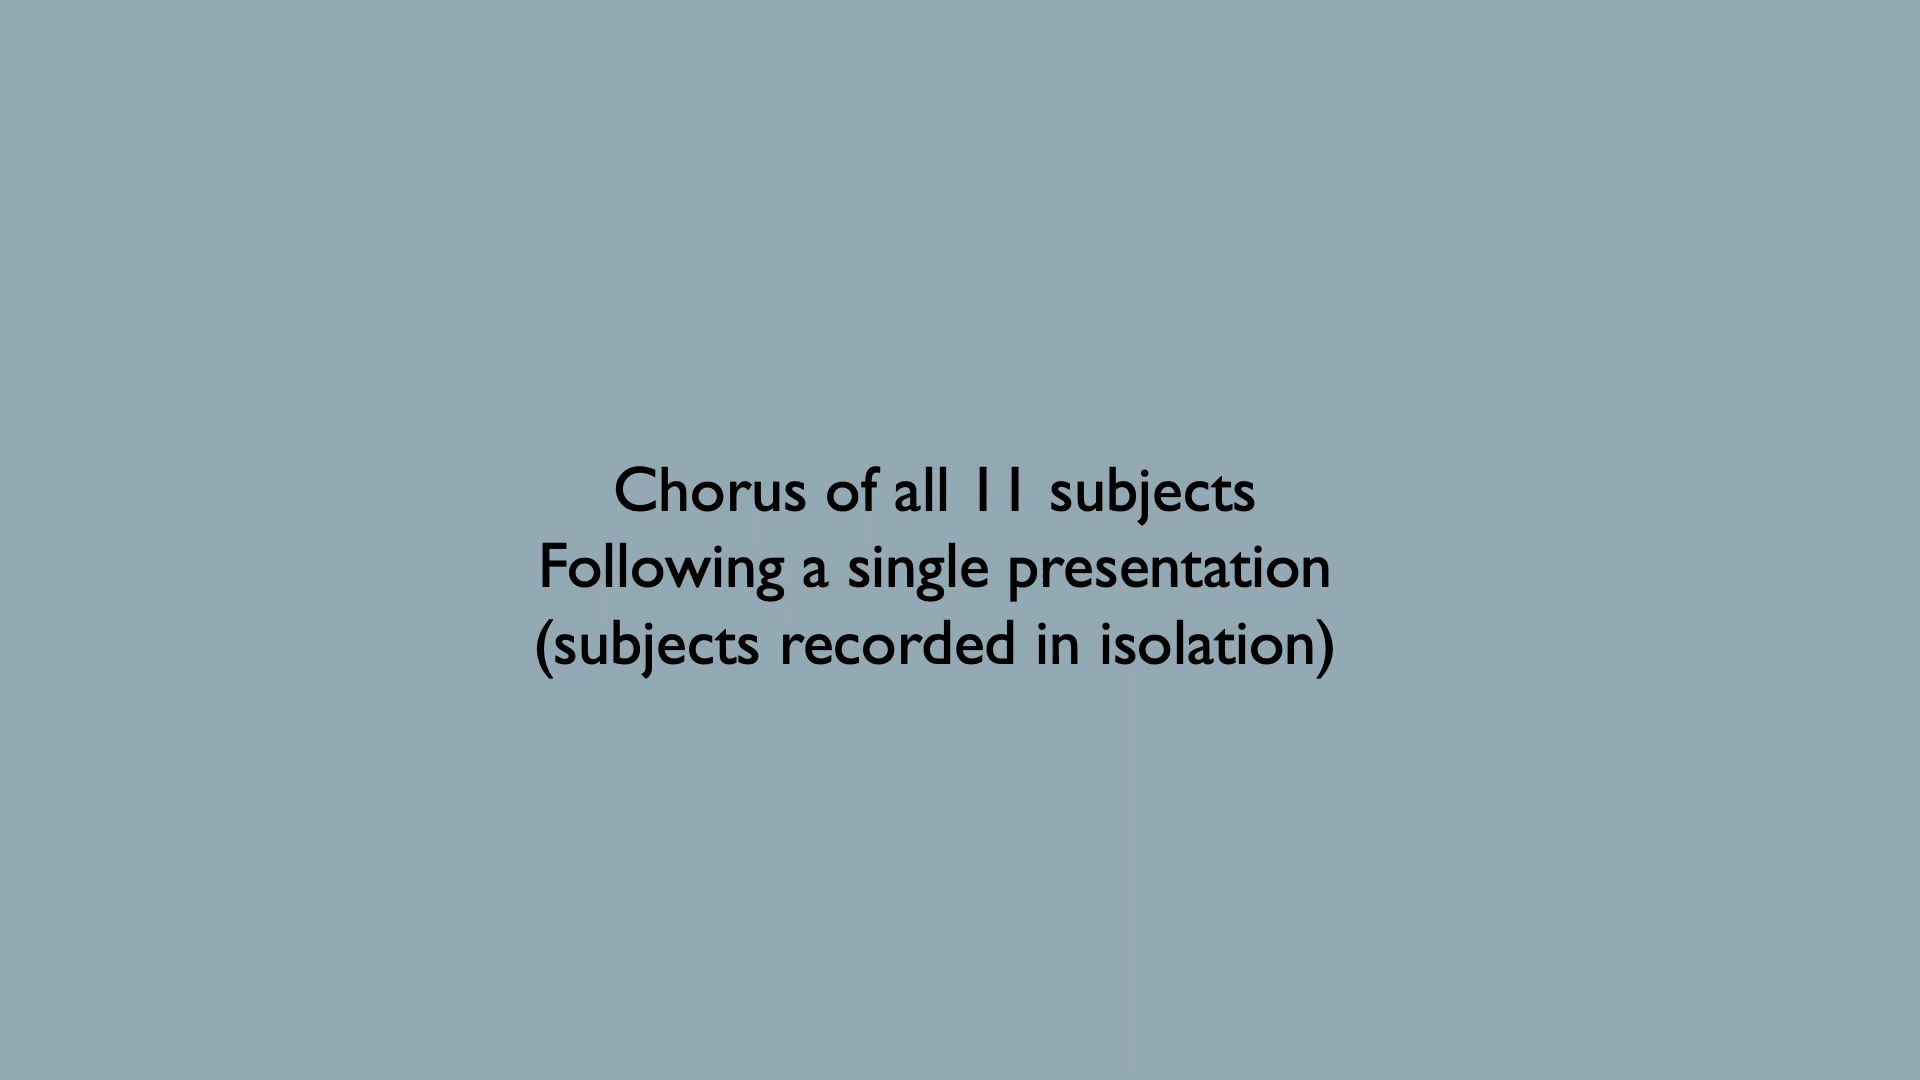 Chorus of all 11 subjects
Following a single presentation
(subjects recorded in isolation)